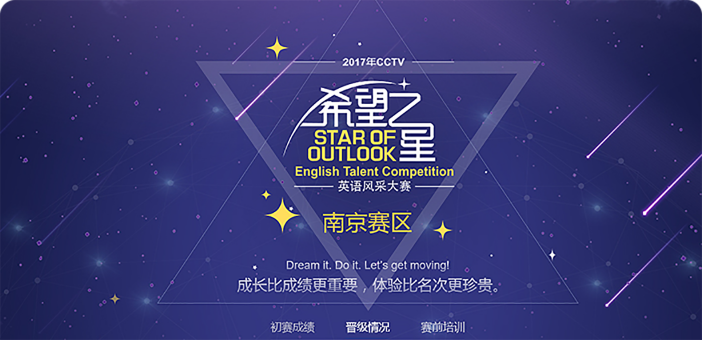 2017年CCTV
希望之星
STAR OF
OUTLOOK
English Talent Competition
英语风采大赛
南京赛区
Dream it. Do it. Let's get moving!
成长比成绩更重要，体验比名次更珍贵。
初赛成绩 晋级情况 赛前培训